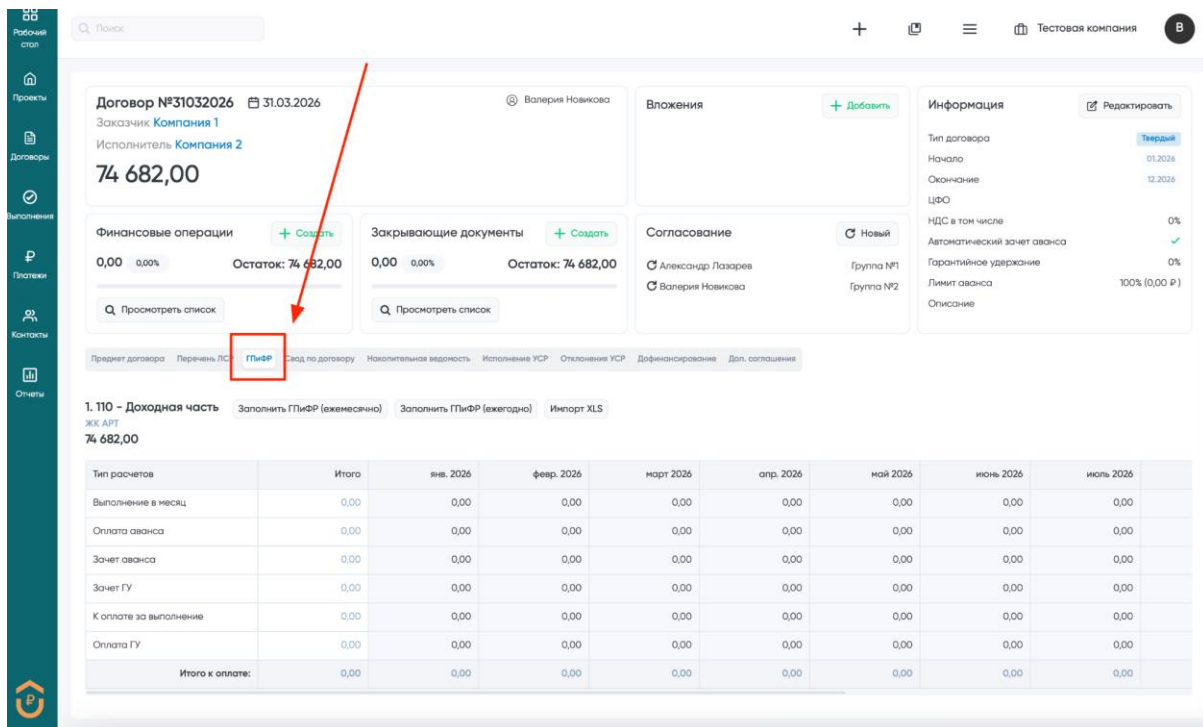 Рабочий стол
Проекты
Договоры
Выполнения
Платежи
Контакты
Отчеты
Поиск
Тестовая компания
В
Договор №31032026 31.03.2026 Валерия Новикова
Заказчик Компания 1
Исполнитель Компания 2
74 682,00
Вложения + Добавить
Информация Редактировать
Тип договора Твердый
Начало 01.2026
Окончание 12.2026
ЦФО
НДС в том числе 0%
Автоматический зачет аванса
Гарантийное удержание 0%
Лимит аванса 100% (0,00 ₽)
Описание
Финансовые операции + Создать
0,00 0,00% Остаток: 74 682,00
Просмотреть список
Закрывающие документы + Создать
0,00 0,00% Остаток: 74 682,00
Просмотреть список
Согласование Новый
Александр Лазарев Группа №1
Валерия Новикова Группа №2
Предмет договора Перечень ЛСР ГПиФР Свод по договору Накопительная ведомость Исполнение УСР Отклонения УСР Дофинансирование Доп. соглашения
1. 110 - Доходная часть Заполнить ГПиФР (ежемесячно) Заполнить ГПиФР (ежегодно) Импорт XLS
ЖК АРТ
74 682,00
Тип расчетов Итого янв. 2026 февр. 2026 март 2026 апр. 2026 май 2026 июнь 2026 июль 2026
Выполнение в месяц 0,00 0,00 0,00 0,00 0,00 0,00 0,00 0,00
Оплата аванса 0,00 0,00 0,00 0,00 0,00 0,00 0,00 0,00
Зачет аванса 0,00 0,00 0,00 0,00 0,00 0,00 0,00 0,00
Зачет ГУ 0,00 0,00 0,00 0,00 0,00 0,00 0,00 0,00
К оплате за выполнение 0,00 0,00 0,00 0,00 0,00 0,00 0,00 0,00
Оплата ГУ 0,00 0,00 0,00 0,00 0,00 0,00 0,00 0,00
Итого к оплате: 0,00 0,00 0,00 0,00 0,00 0,00 0,00 0,00